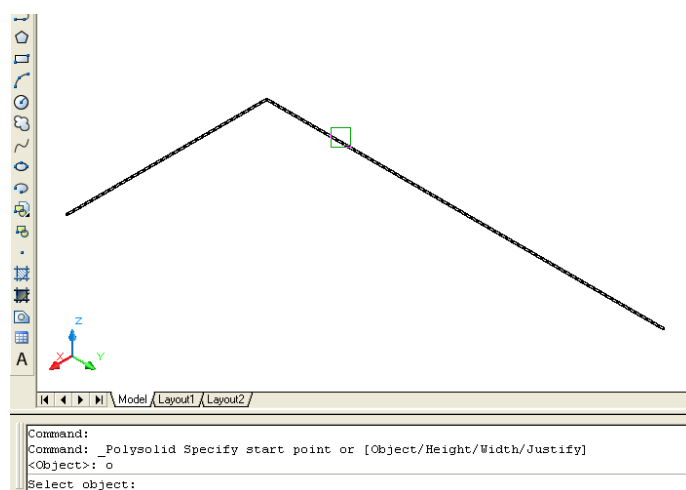 A
Z
X
Y
Model
Layout1
Layout2
Command:
Command: _Polysolid Specify start point or [Object/Height/Width/Justify]
<Object>: o
Select object: